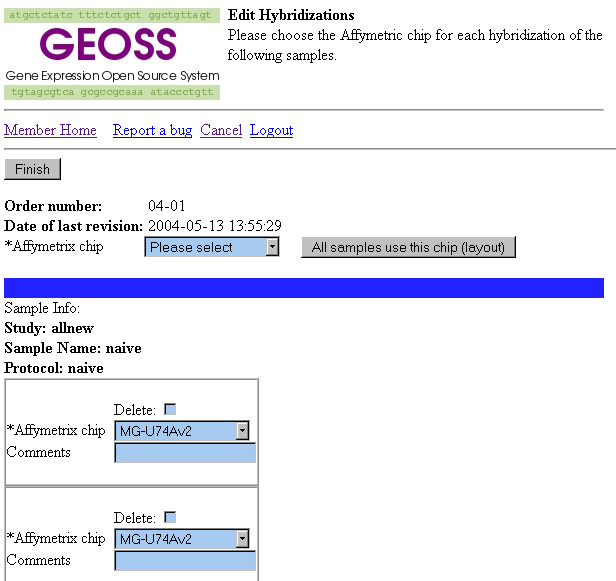 atgctctatc tttctctgct ggctgttagt
GEOSS
Gene Expression Open Source System
tgtagcgtca gcgccgcaaa ataccctgtt
Edit Hybridizations
Please choose the Affymetric chip for each hybridization of the
following samples.
Member Home Report a bug Cancel Logout
Finish
Order number: 04-01
Date of last revision: 2004-05-13 13:55:29
*Affymetrix chip Please select All samples use this chip (layout)
Sample Info:
Study: allnew
Sample Name: naive
Protocol: naive
Delete:
*Affymetrix chip MG-U74Av2
Comments
Delete:
*Affymetrix chip MG-U74Av2
Comments